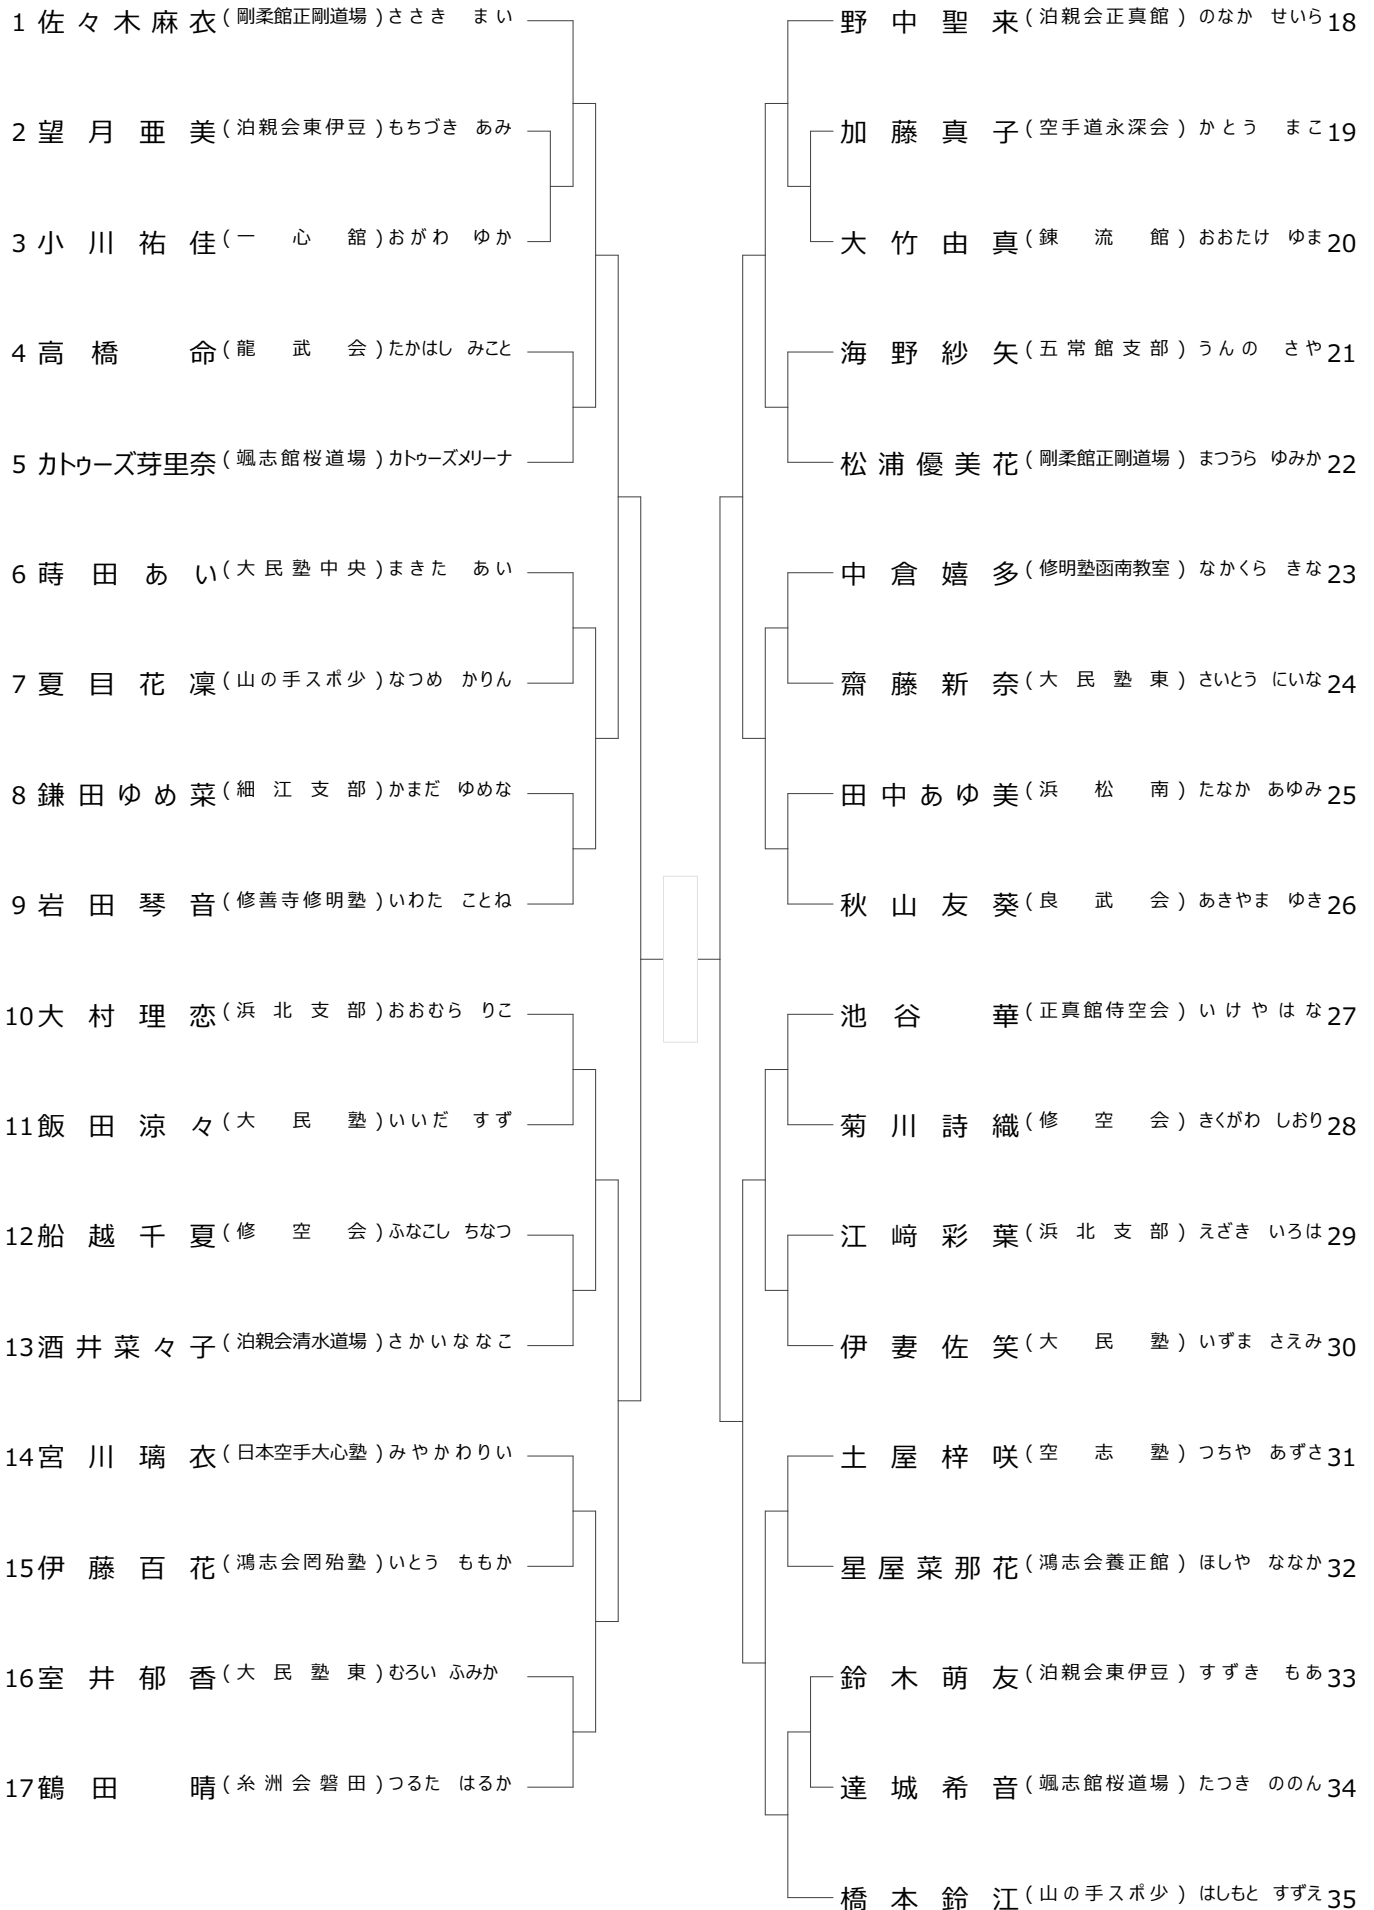 1 佐々木麻衣 (剛柔館正剛道場) ささき まい
2 望月亜美 (泊親会東伊豆) もちづき あみ
3 小川祐佳 (一心舘) おがわ ゆか
4 高橋命 (龍武会) たかはし みこと
5 カトゥーズ芽里奈 (颯志館桜道場) カトゥーズメリーナ
6 蒔田あい (大民塾中央) まきた あい
7 夏目花凜 (山の手スポ少) なつめ かりん
8 鎌田ゆめ菜 (細江支部) かまだ ゆめな
9 岩田琴音 (修善寺修明塾) いわた ことね
10 大村理恋 (浜北支部) おおむら りこ
11 飯田涼々 (大民塾) いいだ すず
12 船越千夏 (修空会) ふなこし ちなつ
13 酒井菜々子 (泊親会清水道場) さかいななこ
14 宮川璃衣 (日本空手大心塾) みやかわりい
15 伊藤百花 (鴻志会罔殆塾) いとう ももか
16 室井郁香 (大民塾東) むろい ふみか
17 鶴田晴 (糸洲会磐田) つるた はるか
野中聖来 (泊親会正真館) のなか せいら 18
加藤真子 (空手道永深会) かとう まこ 19
大竹由真 (錬流館) おおたけ ゆま 20
海野紗矢 (五常館支部) うんの さや 21
松浦優美花 (剛柔館正剛道場) まつうら ゆみか 22
中倉嬉多 (修明塾函南教室) なかくら きな 23
齋藤新奈 (大民塾東) さいとう にいな 24
田中あゆ美 (浜松南) たなか あゆみ 25
秋山友葵 (良武会) あきやま ゆき 26
池谷華 (正真館侍空会) いけやはな 27
菊川詩織 (修空会) きくがわ しおり 28
江﨑彩葉 (浜北支部) えざき いろは 29
伊妻佐笑 (大民塾) いずま さえみ 30
土屋梓咲 (空志塾) つちや あずさ 31
星屋菜那花 (鴻志会養正館) ほしや ななか 32
鈴木萌友 (泊親会東伊豆) すずき もあ 33
達城希音 (颯志館桜道場) たつき ののん 34
橋本鈴江 (山の手スポ少) はしもと すずえ 35